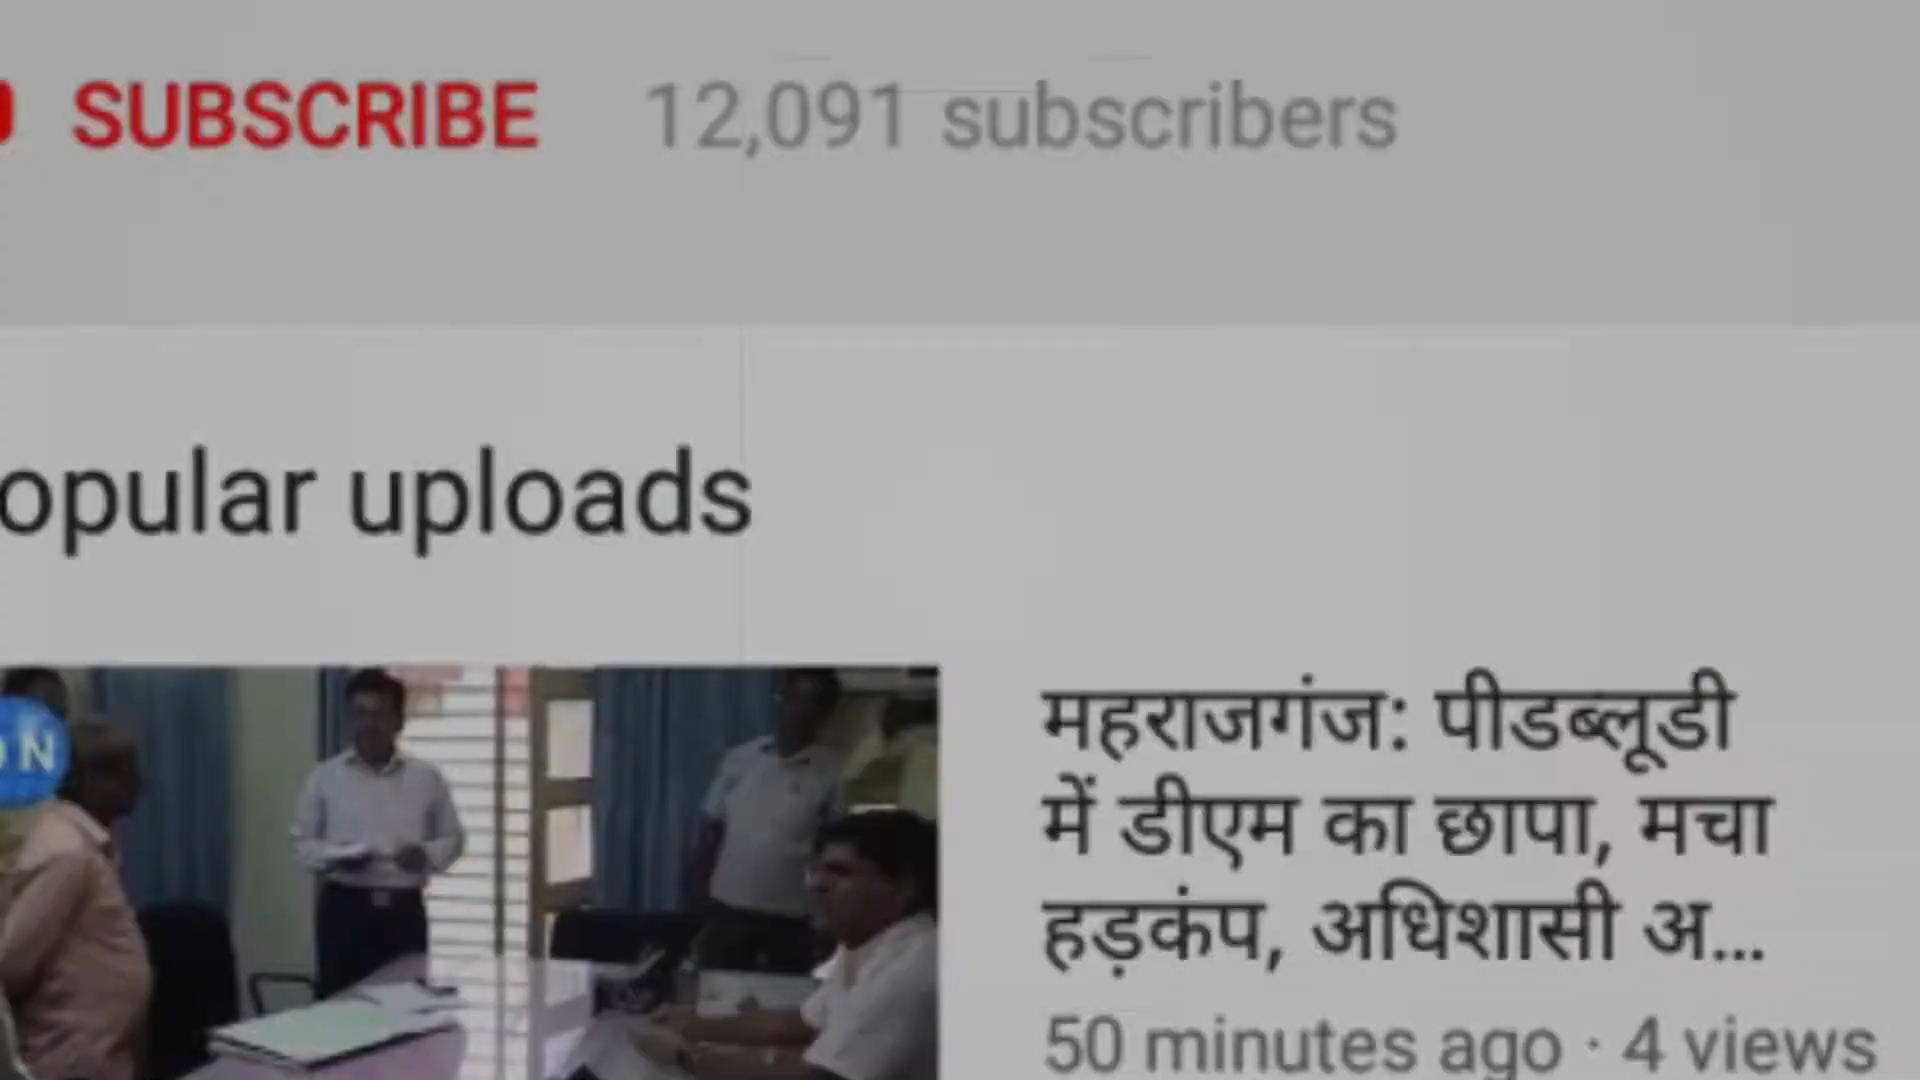 SUBSCRIBE 12,091 subscribers
opular uploads
N
महराजगंज: पीडब्लूडी
में डीएम का छापा, मचा
हड़कंप, अधिशासी अ...
50 minutes ago · 4 views